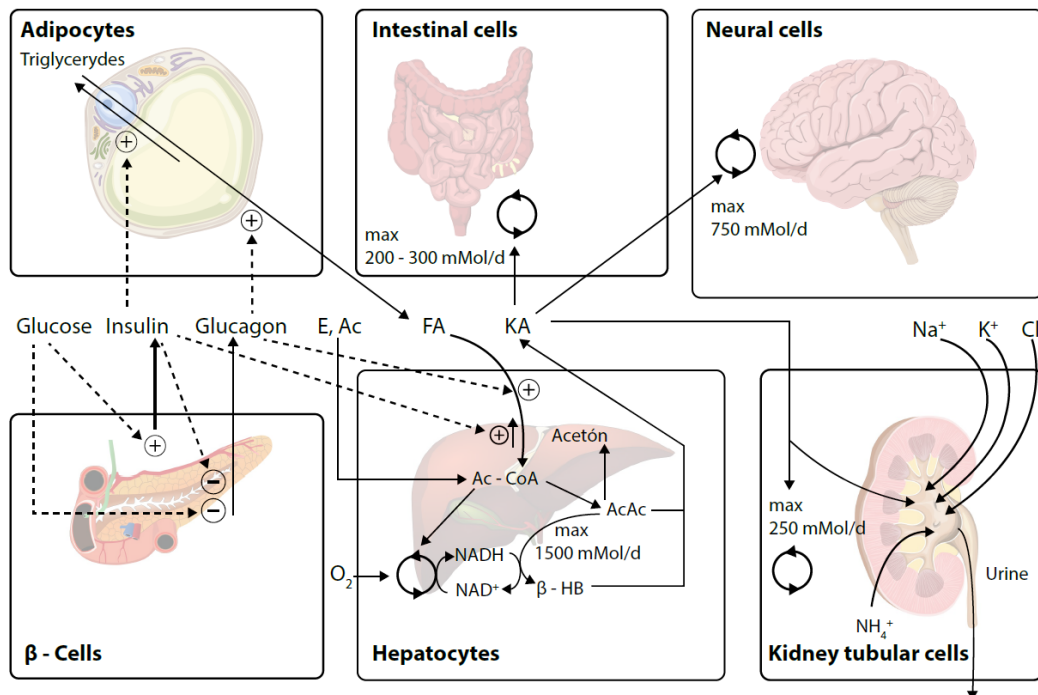 Adipocytes
Triglycerydes
+
+
Intestinal cells
max
200 - 300 mMol/d
Neural cells
max
750 mMol/d
Glucose Insulin Glucagon E, Ac FA KA
Na⁺ K⁺ Cl
+
−
−
β - Cells
+
+
Acetón
Ac - CoA
AcAc
max
1500 mMol/d
NADH
NAD⁺
β - HB
O₂
Hepatocytes
max
250 mMol/d
Urine
NH₄⁺
Kidney tubular cells